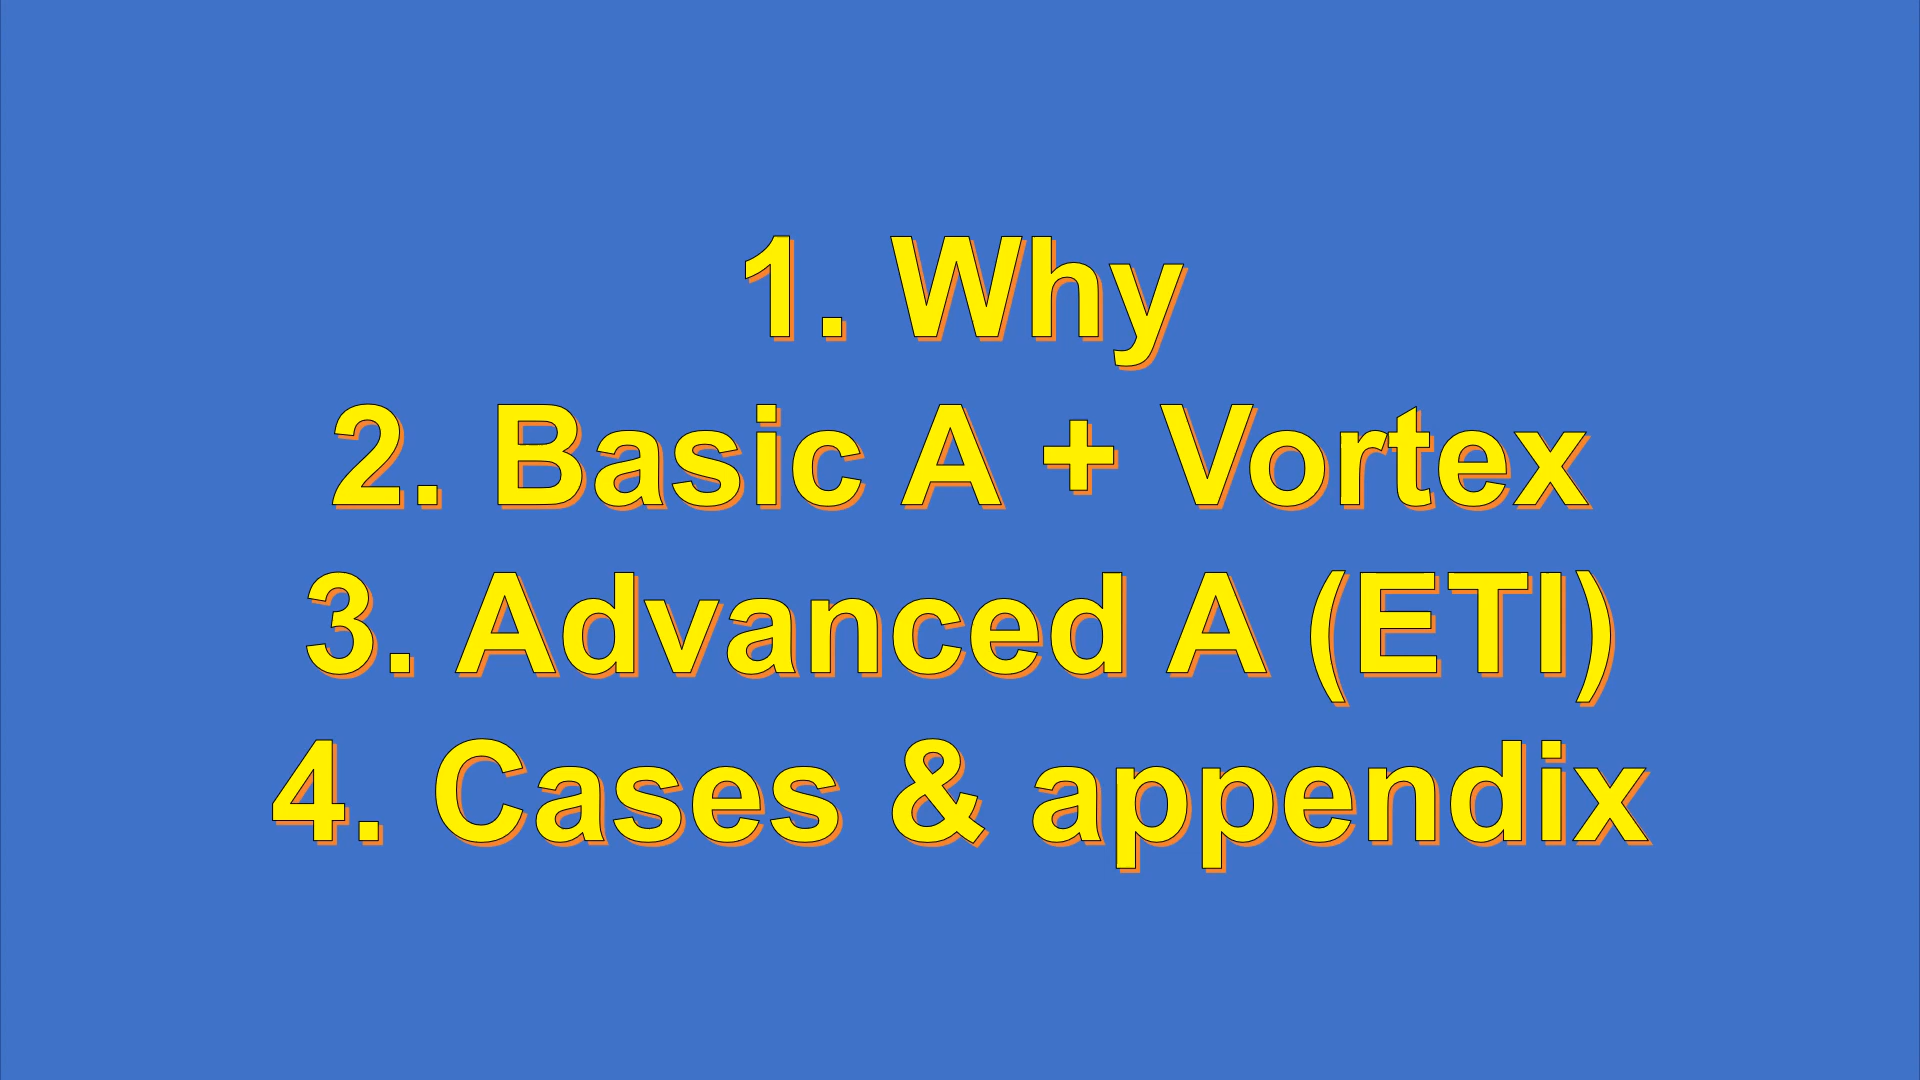 1. Why
2. Basic A + Vortex
3. Advanced A (ETI)
4. Cases & appendix